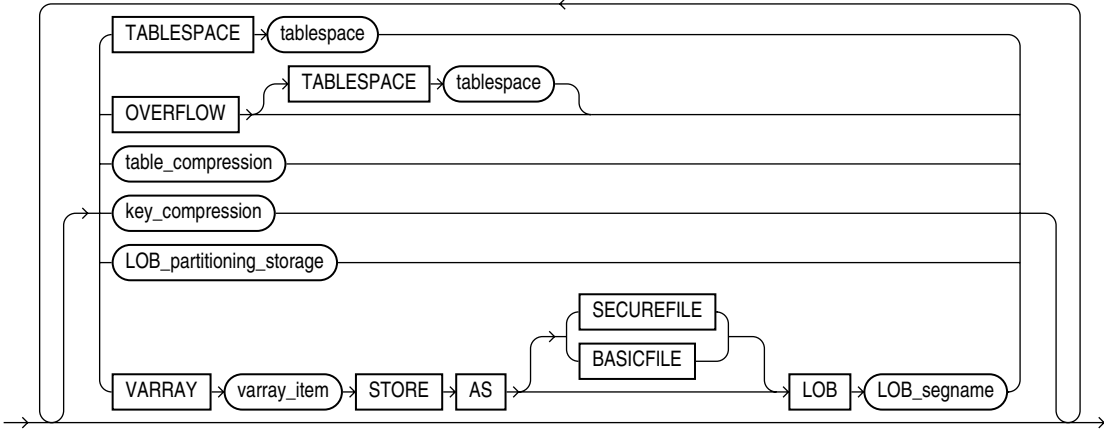 TABLESPACE tablespace
TABLESPACE tablespace
OVERFLOW
table_compression
key_compression
LOB_partitioning_storage
SECUREFILE
BASICFILE
VARRAY varray_item STORE AS LOB LOB_segname